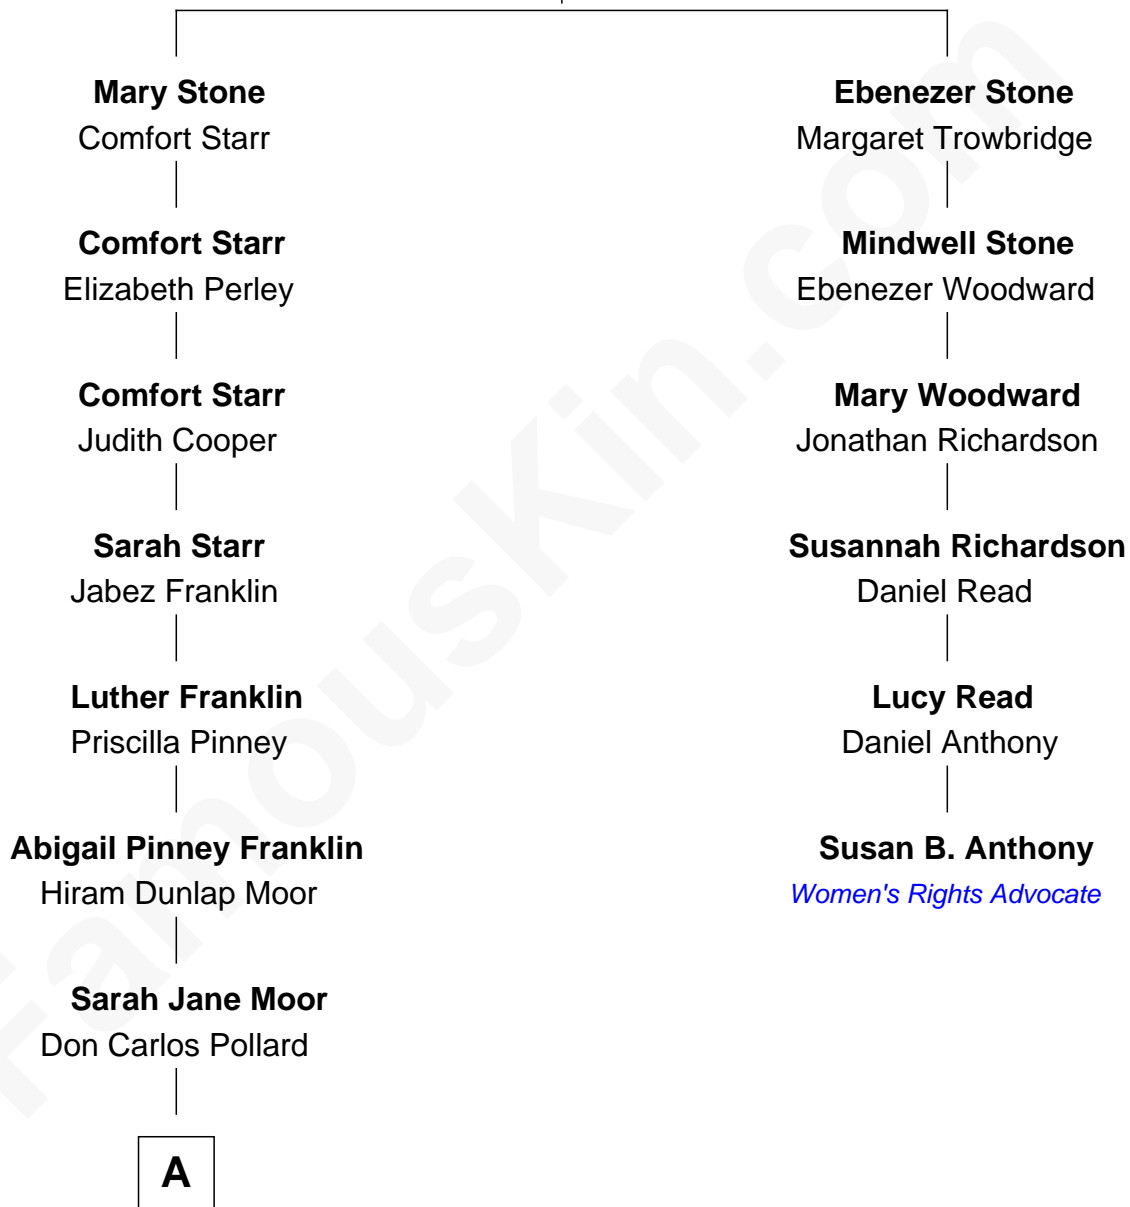 Mary Stone
Comfort Starr
Comfort Starr
Elizabeth Perley
Comfort Starr
Judith Cooper
Sarah Starr
Jabez Franklin
Luther Franklin
Priscilla Pinney
Abigail Pinney Franklin
Hiram Dunlap Moor
Sarah Jane Moor
Don Carlos Pollard
A
Ebenezer Stone
Margaret Trowbridge
Mindwell Stone
Ebenezer Woodward
Mary Woodward
Jonathan Richardson
Susannah Richardson
Daniel Read
Lucy Read
Daniel Anthony
Susan B. Anthony
Women's Rights Advocate
FamousKin.com